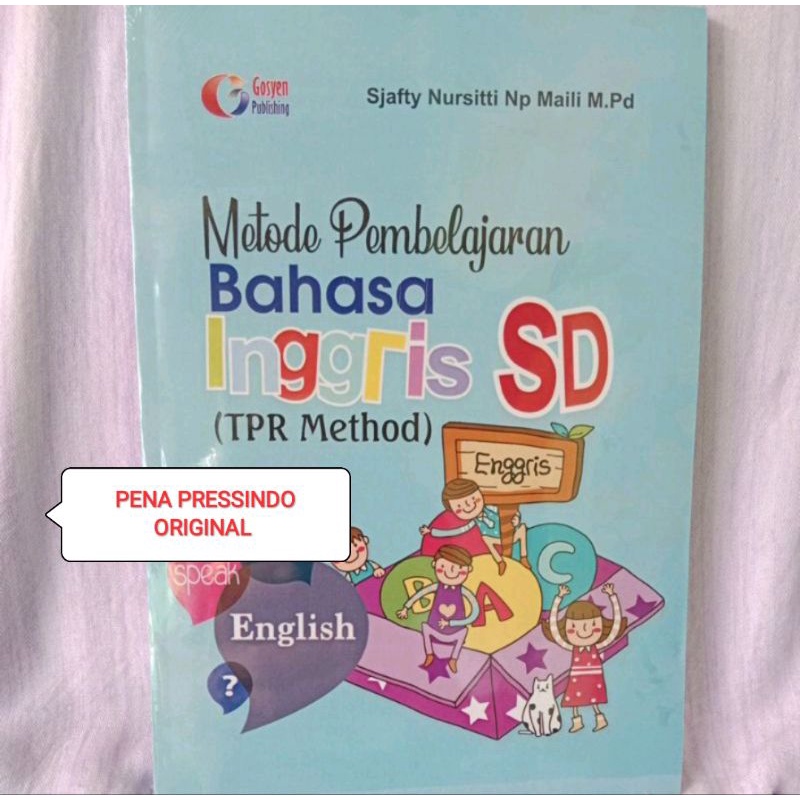 Gosyen
Publishing
Sjafty Nursitti Np Maili M.Pd
Metode Pembelajaran
Bahasa
Inggris SD
(TPR Method)
Enggris
PENA PRESSINDO
ORIGINAL
speak
English
?
B A C